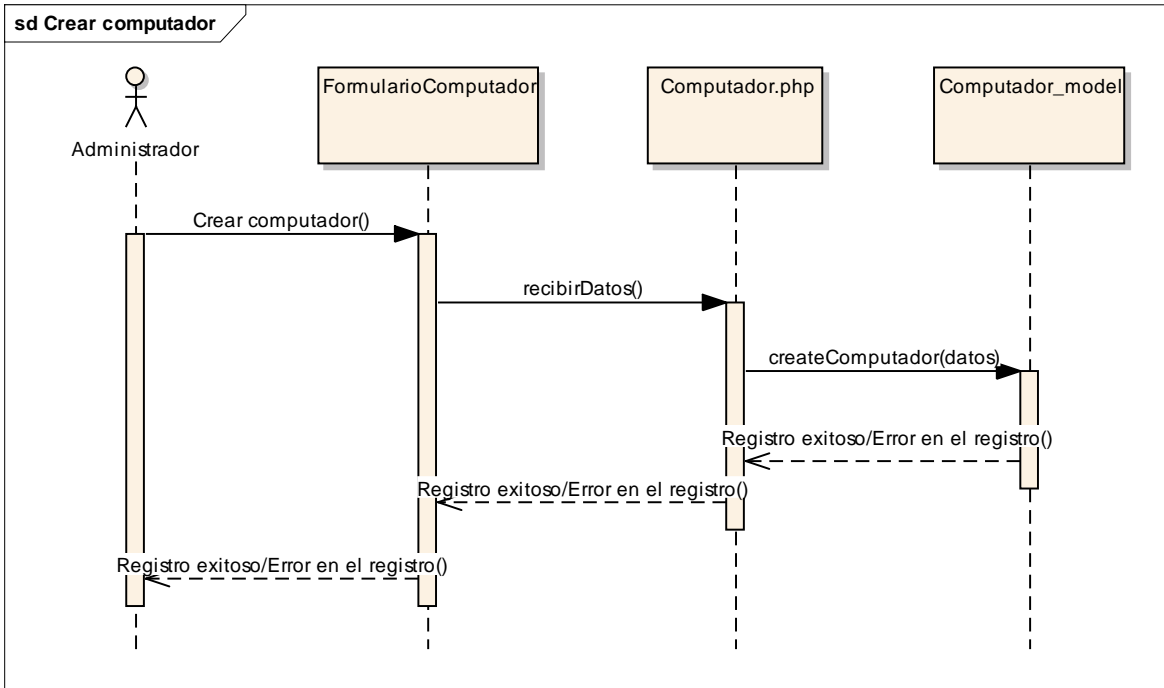 sd Crear computador
Administrador
FormularioComputador
Computador.php
Computador_model
Crear computador()
recibirDatos()
createComputador(datos)
Registro exitoso/Error en el registro()
Registro exitoso/Error en el registro()
Registro exitoso/Error en el registro()